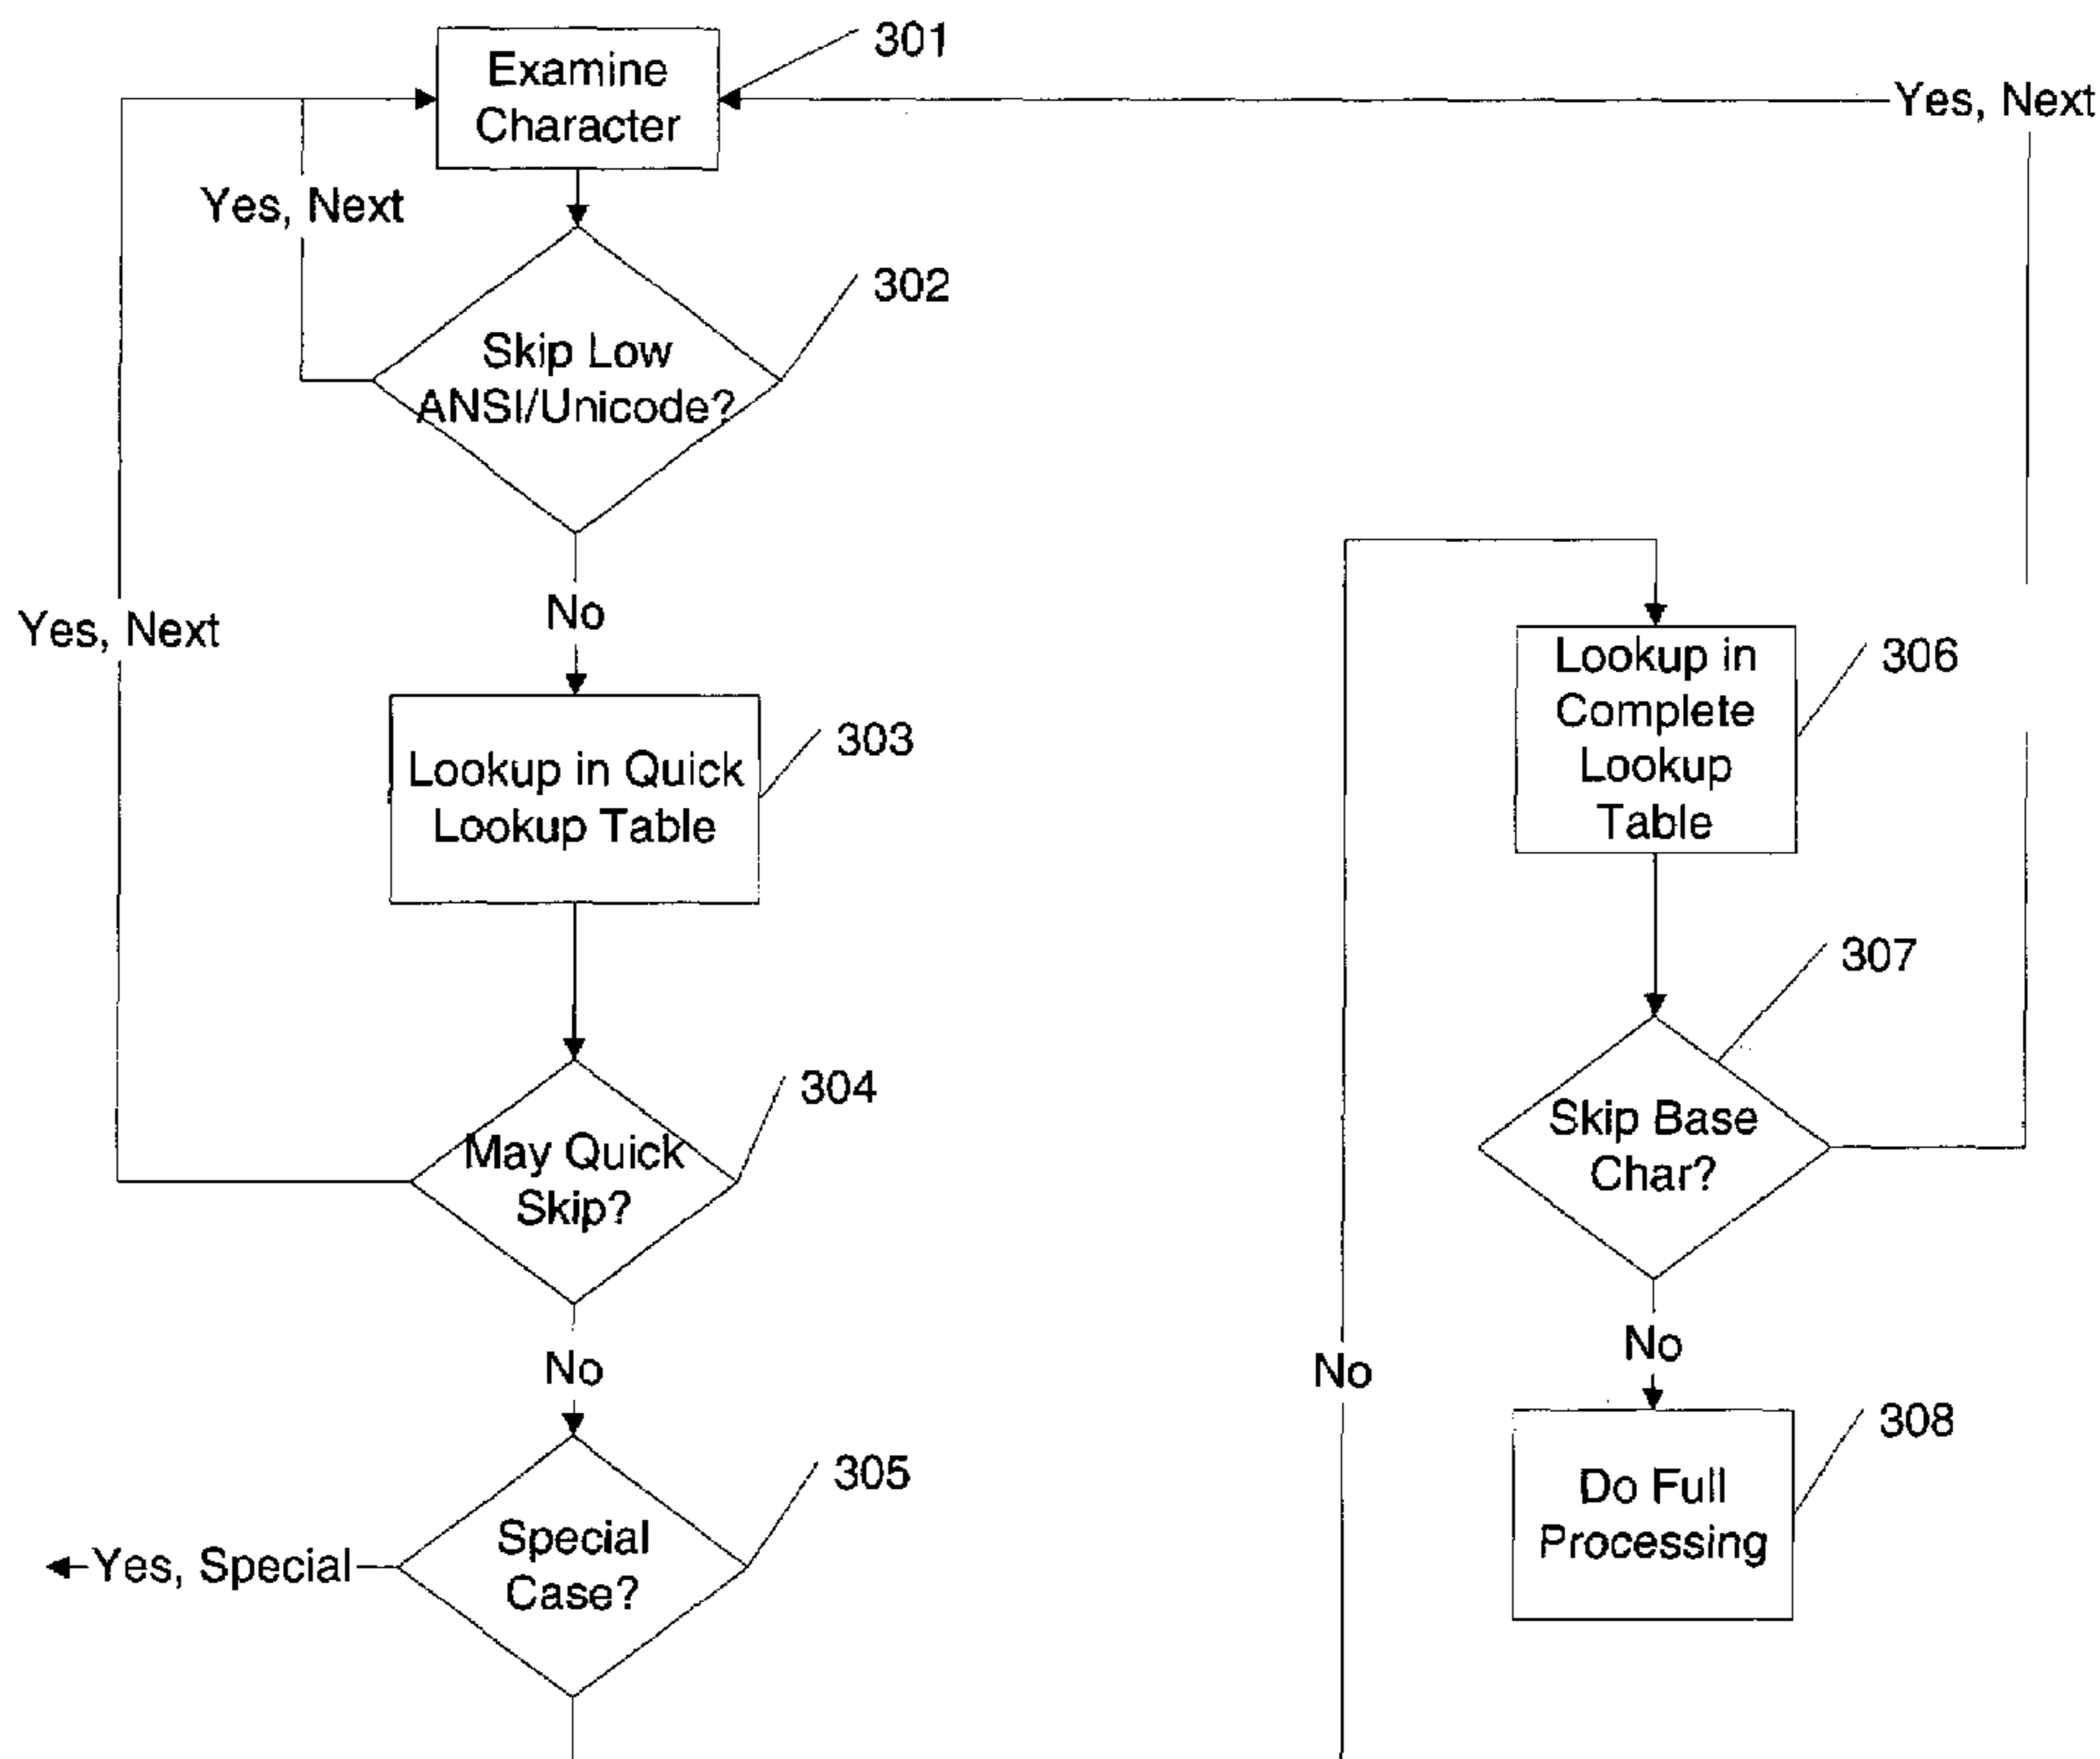 Examine
Character
301
Yes, Next
Yes, Next
Skip Low
ANSI/Unicode?
302
No
Yes, Next
Lookup in Quick
Lookup Table
303
May Quick
Skip?
304
No
Special
Case?
305
Yes, Special
No
Lookup in
Complete
Lookup
Table
306
Skip Base
Char?
307
No
Do Full
Processing
308